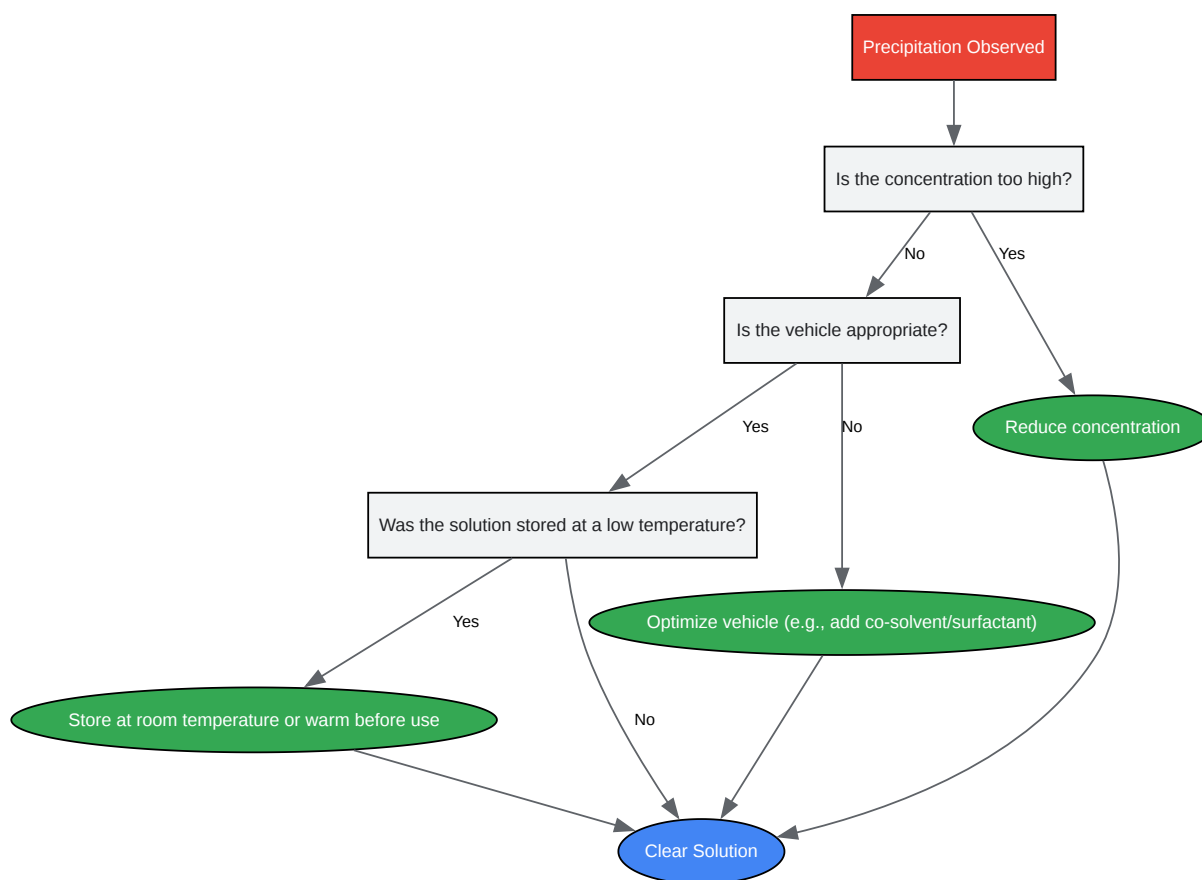 Precipitation Observed
Is the concentration too high?
No
Yes
Is the vehicle appropriate?
Yes
No
Reduce concentration
Was the solution stored at a low temperature?
Yes
Optimize vehicle (e.g., add co-solvent/surfactant)
Store at room temperature or warm before use
No
Clear Solution